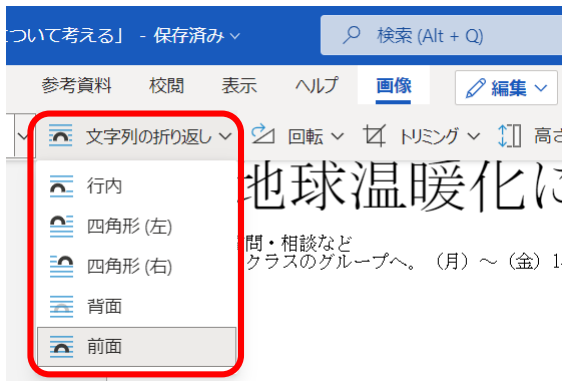 について考える」 - 保存済み
検索 (Alt + Q)
参考資料 校閲 表示 ヘルプ 画像 編集
文字列の折り返し 回転 トリミング 高さ
行内
四角形 (左)
四角形 (右)
背面
前面
地球温暖化に
問・相談など
クラスのグループへ。（月）～（金）1